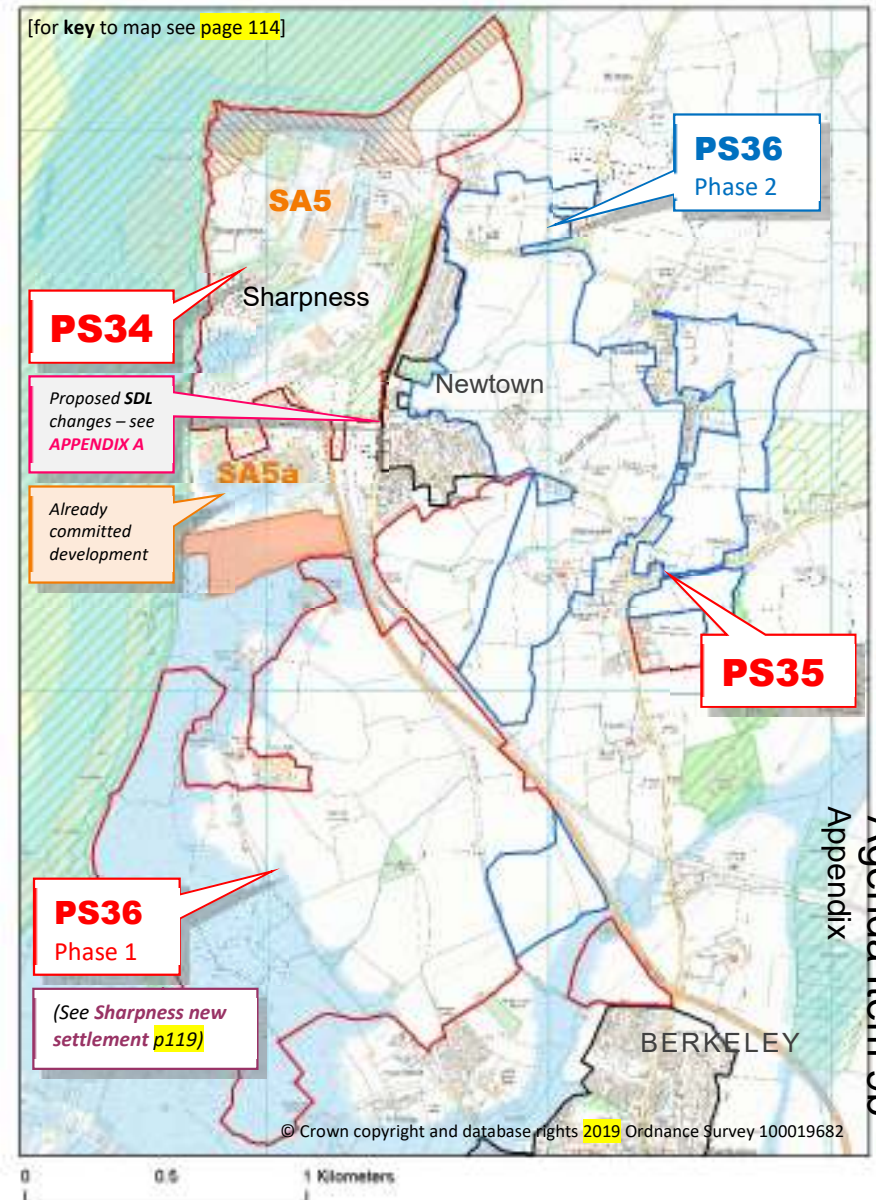 [for key to map see page 114]
PS36
Phase 2
SA5
PS34
Sharpness
Proposed SDL
changes – see
APPENDIX A
Newtown
SA5a
Already
committed
development
PS35
Appendix
PS36
Phase 1
(See Sharpness new
settlement p119)
BERKELEY
© Crown copyright and database rights 2019 Ordnance Survey 100019682
0 0.5 1 Kilometers